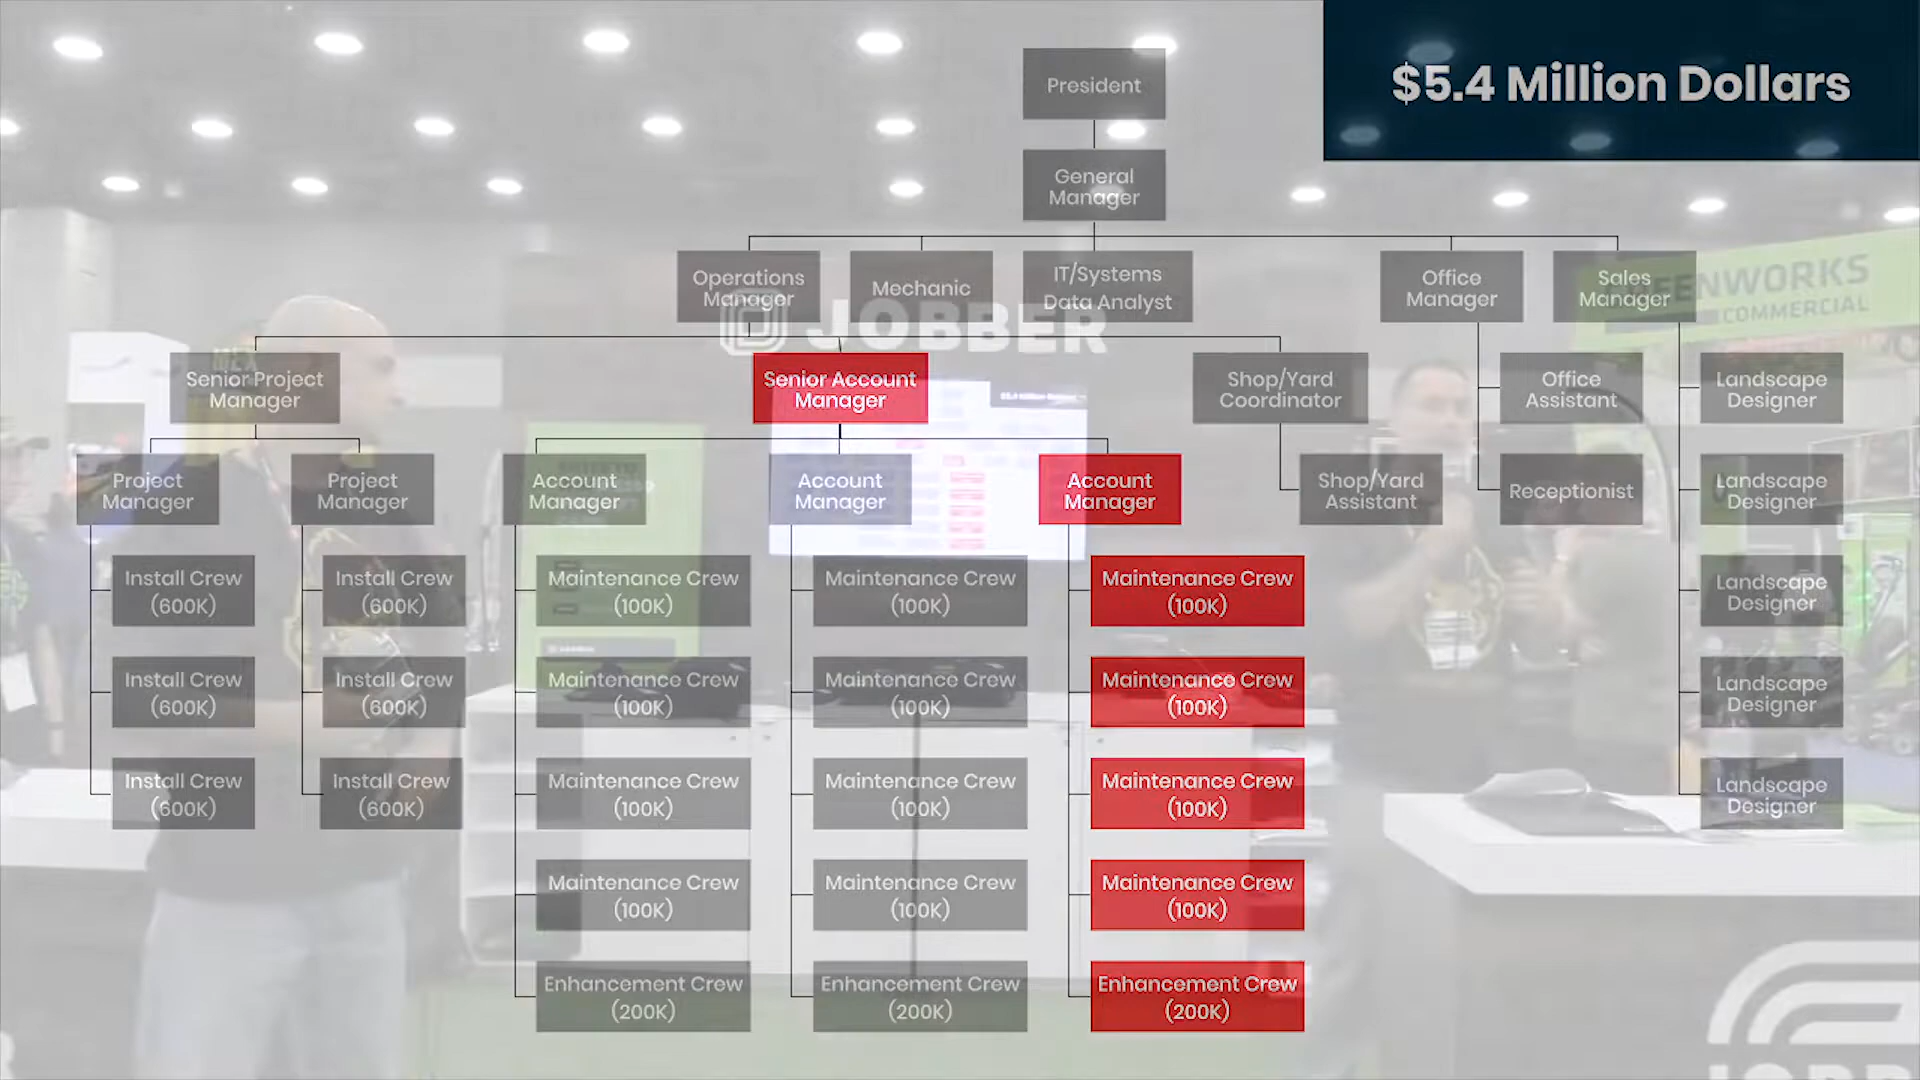 $5.4 Million Dollars
President
General
Manager
Operations
Manager
Mechanic
IT/Systems
Data Analyst
Office
Manager
Sales
Manager
ENWORKS
COMMERCIAL
JOBBER
Senior Project
Manager
Senior Account
Manager
Shop/Yard
Coordinator
Office
Assistant
Landscape
Designer
Project
Manager
Project
Manager
Account
Manager
Account
Manager
Account
Manager
Shop/Yard
Assistant
Receptionist
Landscape
Designer
Install Crew
(600K)
Install Crew
(600K)
Maintenance Crew
(100K)
Maintenance Crew
(100K)
Maintenance Crew
(100K)
Landscape
Designer
Install Crew
(600K)
Install Crew
(600K)
Maintenance Crew
(100K)
Maintenance Crew
(100K)
Maintenance Crew
(100K)
Landscape
Designer
Install Crew
(600K)
Install Crew
(600K)
Maintenance Crew
(100K)
Maintenance Crew
(100K)
Maintenance Crew
(100K)
Landscape
Designer
Maintenance Crew
(100K)
Maintenance Crew
(100K)
Maintenance Crew
(100K)
Enhancement Crew
(200K)
Enhancement Crew
(200K)
Enhancement Crew
(200K)